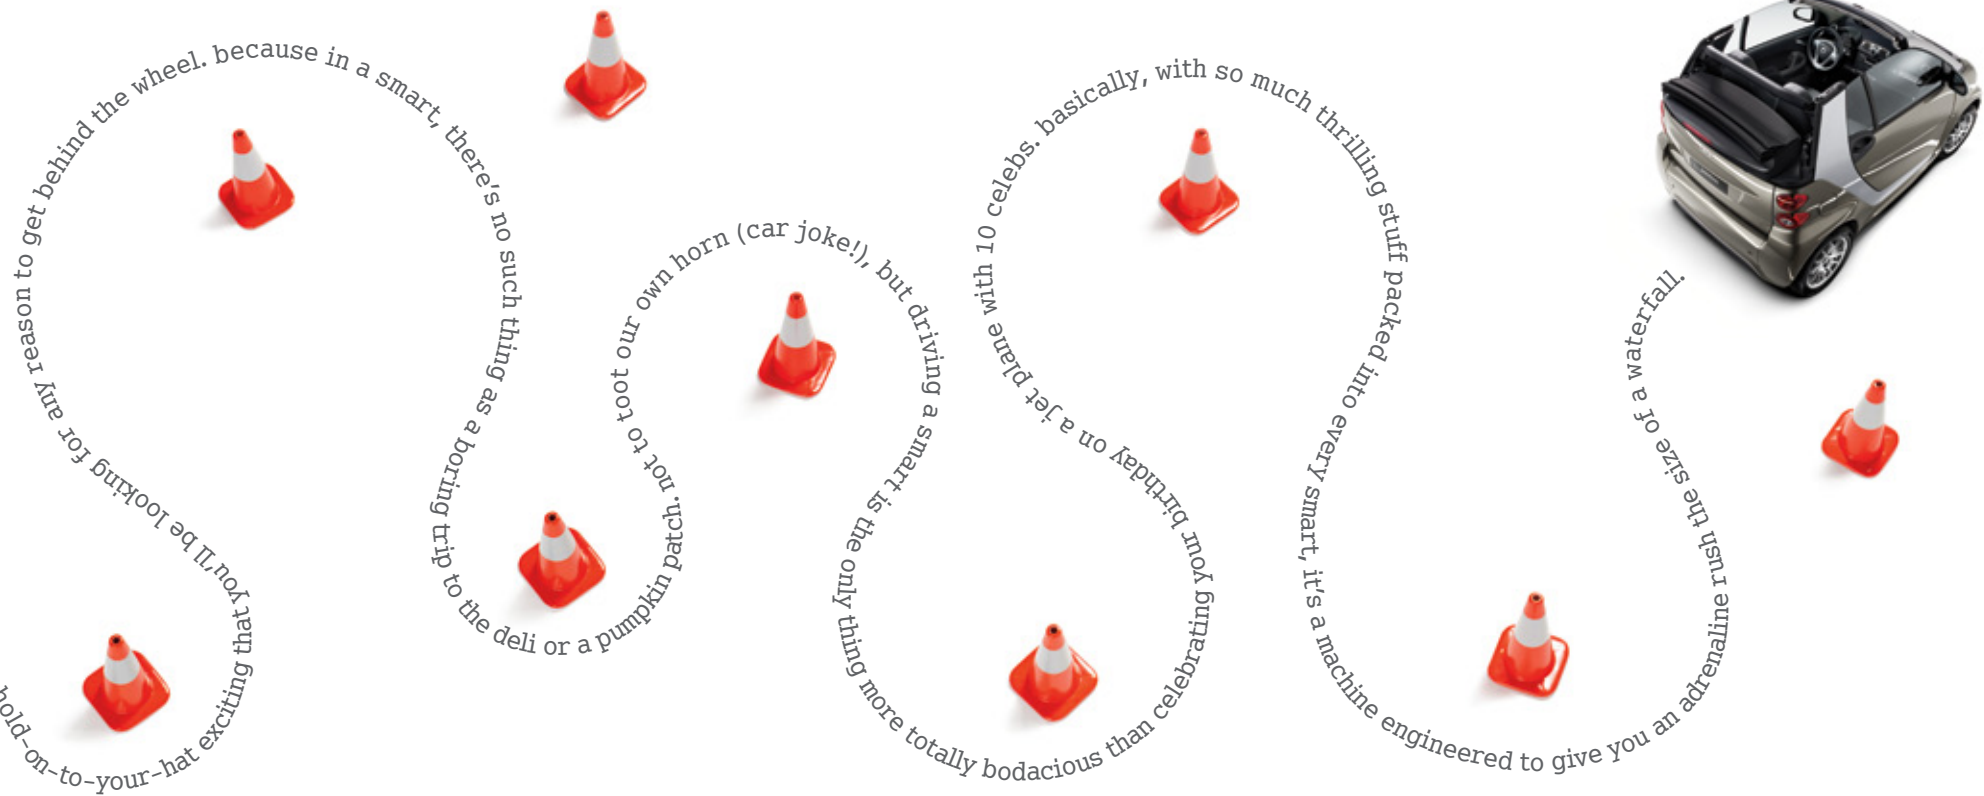 hold-on-to-your-hat exciting that you'll be looking for any reason to get behind the wheel. because in a smart, there's no such thing as a boring trip to the deli or a pumpkin patch. not to toot our own horn (car joke!), but driving a smart is the only thing more totally bodacious than celebrating your birthday on a jet plane with 10 celebs. basically, with so much thrilling stuff packed into every smart, it's a machine engineered to give you an adrenaline rush the size of a waterfall.